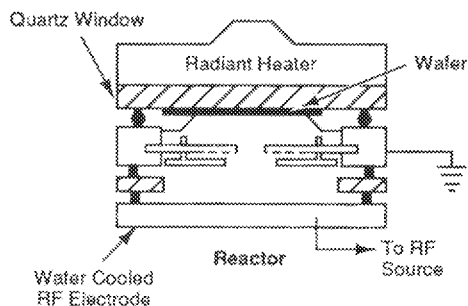 Quartz Window
Radiant Heater
Wafer
Reactor
To RF
Source
Water Cooled
RF Electrode